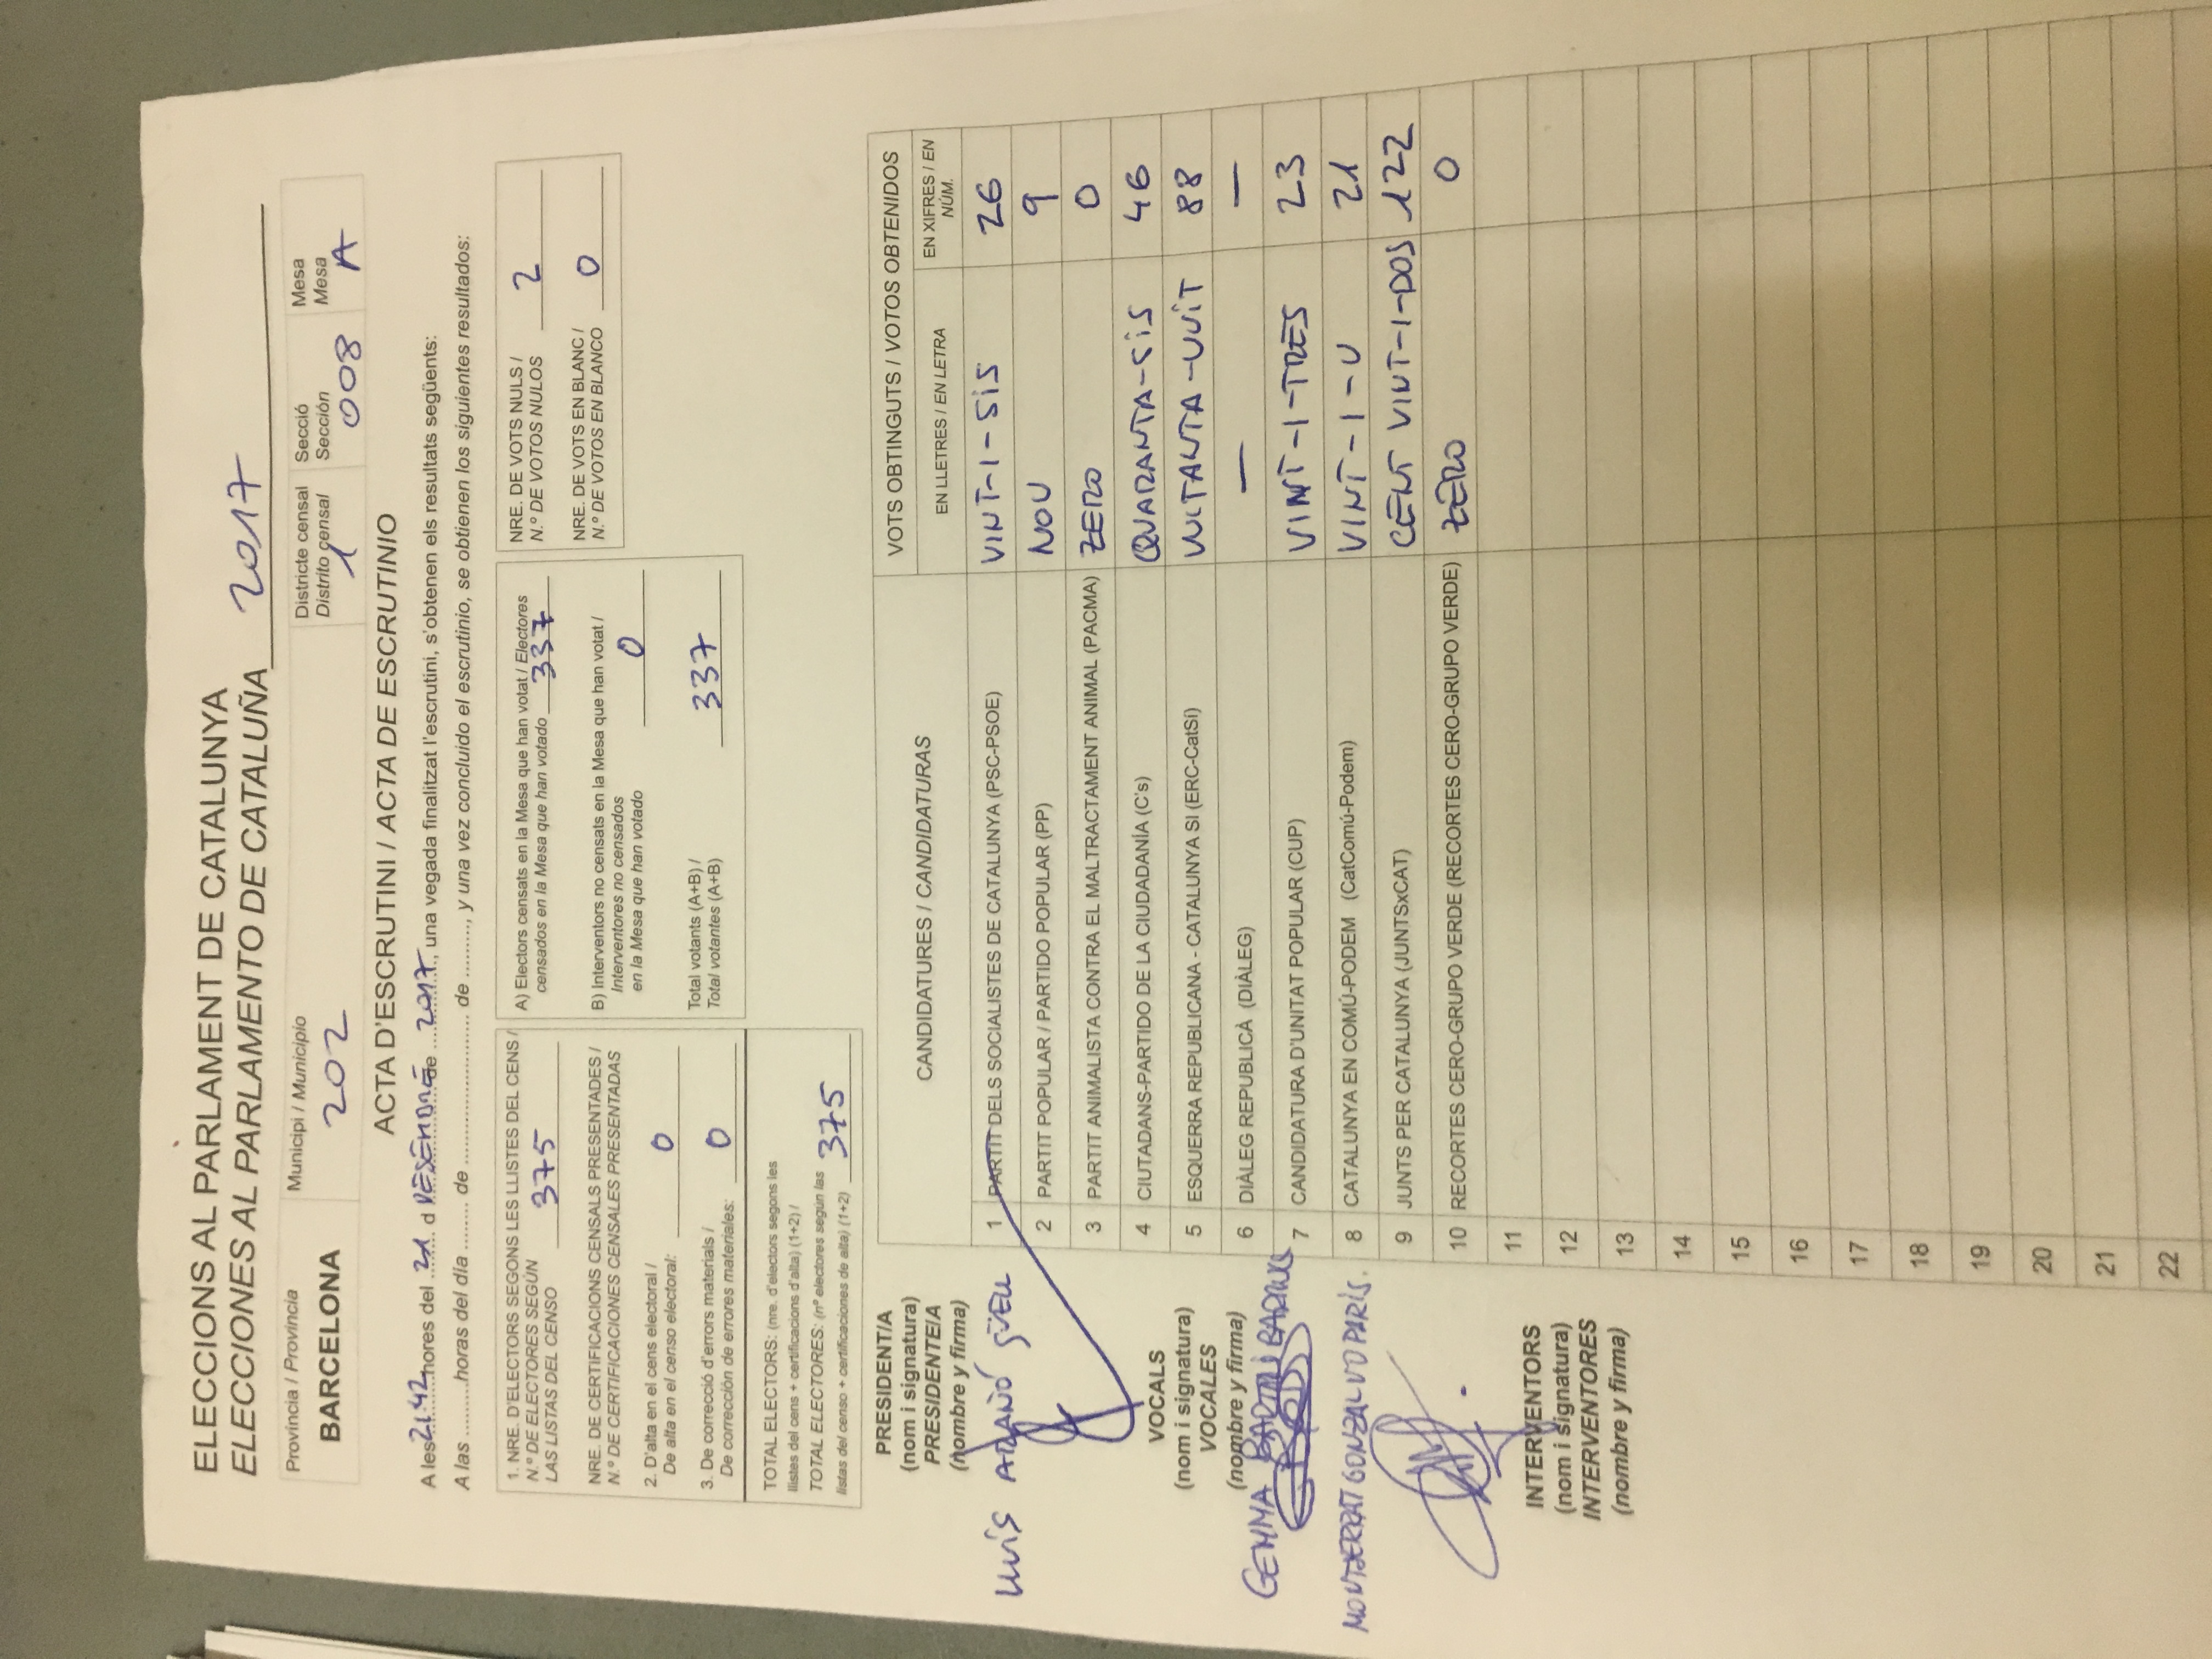 ELECCIONS AL PARLAMENT DE CATALUNYA
ELECCIONES AL PARLAMENTO DE CATALUÑA 2017
Provincia / Provincia
BARCELONA
Municipi / Municipio
202
Districte censal
Distrito censal
1
Secció
Sección
008
Mesa
Mesa
A
ACTA D'ESCRUTINI / ACTA DE ESCRUTINIO
A les 21.42 hores del 21 d DESEMBRE de 2017, una vegada finalitzat l'escrutini, s'obtenen els resultats següents:
A las .......... horas del día ........ de ........................ de ........, y una vez concluido el escrutinio, se obtienen los siguientes resultados:
1. NRE. D'ELECTORS SEGONS LES LLISTES DEL CENS /
N.º DE ELECTORES SEGÚN
LAS LISTAS DEL CENSO
375
NRE. DE CERTIFICACIONS CENSALS PRESENTADES /
N.º DE CERTIFICACIONES CENSALES PRESENTADAS
2. D'alta en el cens electoral /
De alta en el censo electoral:
0
3. De correcció d'errors materials /
De corrección de errores materiales:
0
TOTAL ELECTORS: (nre. d'electors segons les
llistes del cens + certificacions d'alta) (1+2) /
TOTAL ELECTORES: (nº electores según las
listas del censo + certificaciones de alta) (1+2)
375
A) Electors censats en la Mesa que han votat / Electores
censados en la Mesa que han votado 337
B) Interventors no censats en la Mesa que han votat /
Interventores no censados
en la Mesa que han votado
0
Total votants (A+B) /
Total votantes (A+B)
337
NRE. DE VOTS NULS /
N.º DE VOTOS NULOS
2
NRE. DE VOTS EN BLANC /
N.º DE VOTOS EN BLANCO
0
PRESIDENT/A
(nom i signatura)
PRESIDENTE/A
(nombre y firma)
LLUÍS ARAÑÓ GÜELL
VOCALS
(nom i signatura)
VOCALES
(nombre y firma)
GEMMA
MONTSERRAT GONZALVO PARÍS.
INTERVENTORS
(nom i signatura)
INTERVENTORES
(nombre y firma)
CANDIDATURES / CANDIDATURAS
VOTS OBTINGUTS / VOTOS OBTENIDOS
EN LLETRES / EN LETRA
EN XIFRES / EN
NÚM.
1 PARTIT DELS SOCIALISTES DE CATALUNYA (PSC-PSOE) VINT-I-SIS 26
2 PARTIT POPULAR / PARTIDO POPULAR (PP) NOU 9
3 PARTIT ANIMALISTA CONTRA EL MALTRACTAMENT ANIMAL (PACMA) ZERO 0
4 CIUTADANS-PARTIDO DE LA CIUDADANÍA (C's) QUARANTA-SIS 46
5 ESQUERRA REPUBLICANA - CATALUNYA SI (ERC-CatSí) VUITANTA-VUIT 88
6 DIÀLEG REPUBLICÀ (DIÀLEG) — —
7 CANDIDATURA D'UNITAT POPULAR (CUP) VINT-I-TRES 23
8 CATALUNYA EN COMÚ-PODEM (CatComú-Podem) VINT-I-U 21
9 JUNTS PER CATALUNYA (JUNTSxCAT) CENT VINT-I-DOS 122
10 RECORTES CERO-GRUPO VERDE (RECORTES CERO-GRUPO VERDE) ZERO 0
11
12
13
14
15
16
17
18
19
20
21
22